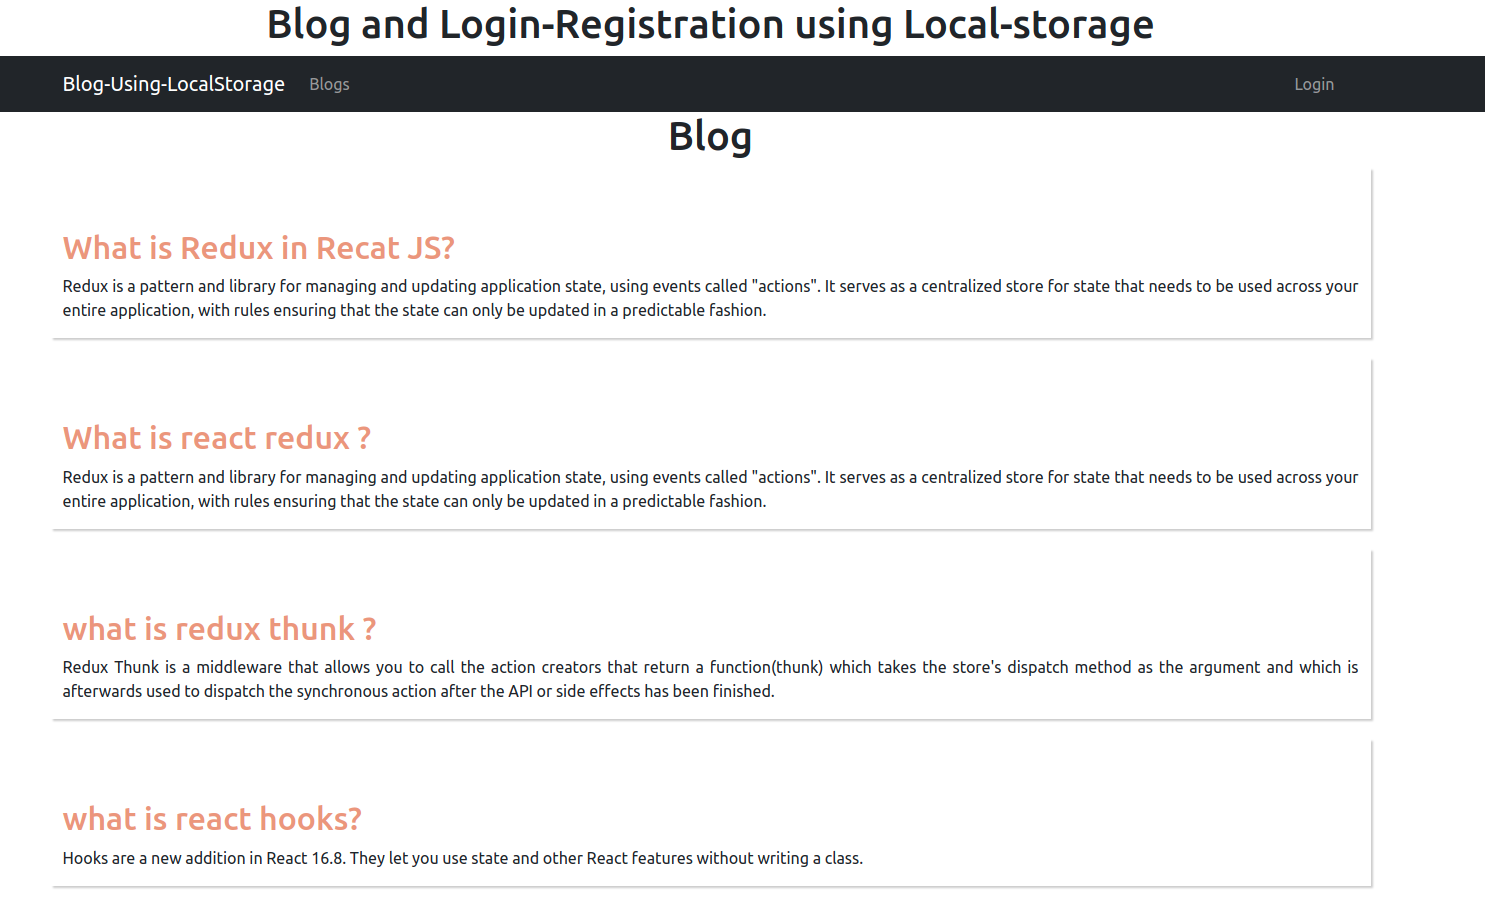 Blog and Login-Registration using Local-storage
Blog-Using-LocalStorage Blogs Login
Blog
What is Redux in Recat JS?
Redux is a pattern and library for managing and updating application state, using events called "actions". It serves as a centralized store for state that needs to be used across your
entire application, with rules ensuring that the state can only be updated in a predictable fashion.
What is react redux ?
Redux is a pattern and library for managing and updating application state, using events called "actions". It serves as a centralized store for state that needs to be used across your
entire application, with rules ensuring that the state can only be updated in a predictable fashion.
what is redux thunk ?
Redux Thunk is a middleware that allows you to call the action creators that return a function(thunk) which takes the store's dispatch method as the argument and which is
afterwards used to dispatch the synchronous action after the API or side effects has been finished.
what is react hooks?
Hooks are a new addition in React 16.8. They let you use state and other React features without writing a class.